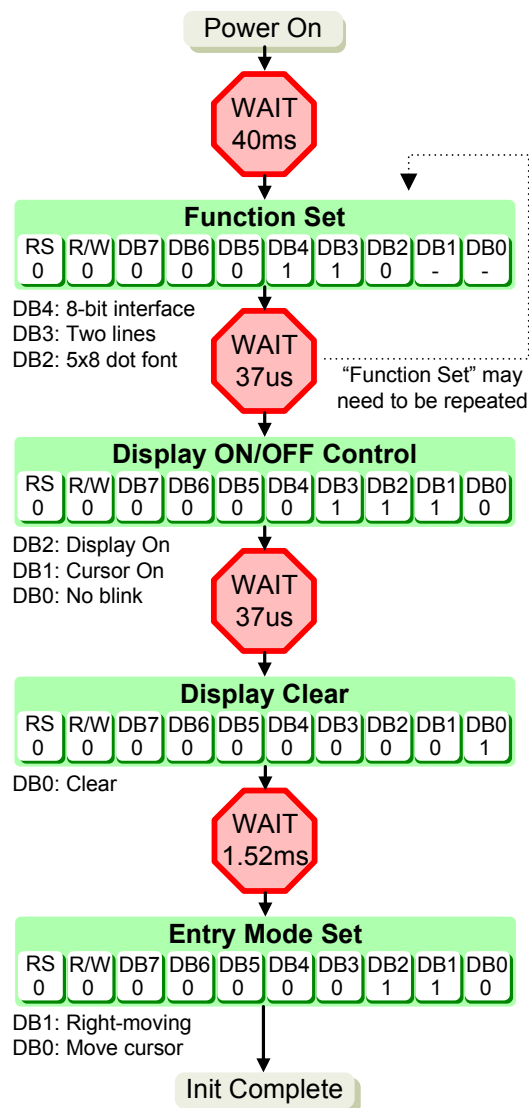 Power On
WAIT
40ms
Function Set
RS R/W DB7 DB6 DB5 DB4 DB3 DB2 DB1 DB0
0 0 0 0 0 1 1 0 - -
DB4: 8-bit interface
DB3: Two lines
DB2: 5x8 dot font
WAIT
37us
“Function Set” may
need to be repeated
Display ON/OFF Control
RS R/W DB7 DB6 DB5 DB4 DB3 DB2 DB1 DB0
0 0 0 0 0 0 1 1 1 0
DB2: Display On
DB1: Cursor On
DB0: No blink
WAIT
37us
Display Clear
RS R/W DB7 DB6 DB5 DB4 DB3 DB2 DB1 DB0
0 0 0 0 0 0 0 0 0 1
DB0: Clear
WAIT
1.52ms
Entry Mode Set
RS R/W DB7 DB6 DB5 DB4 DB3 DB2 DB1 DB0
0 0 0 0 0 0 0 1 1 0
DB1: Right-moving
DB0: Move cursor
Init Complete